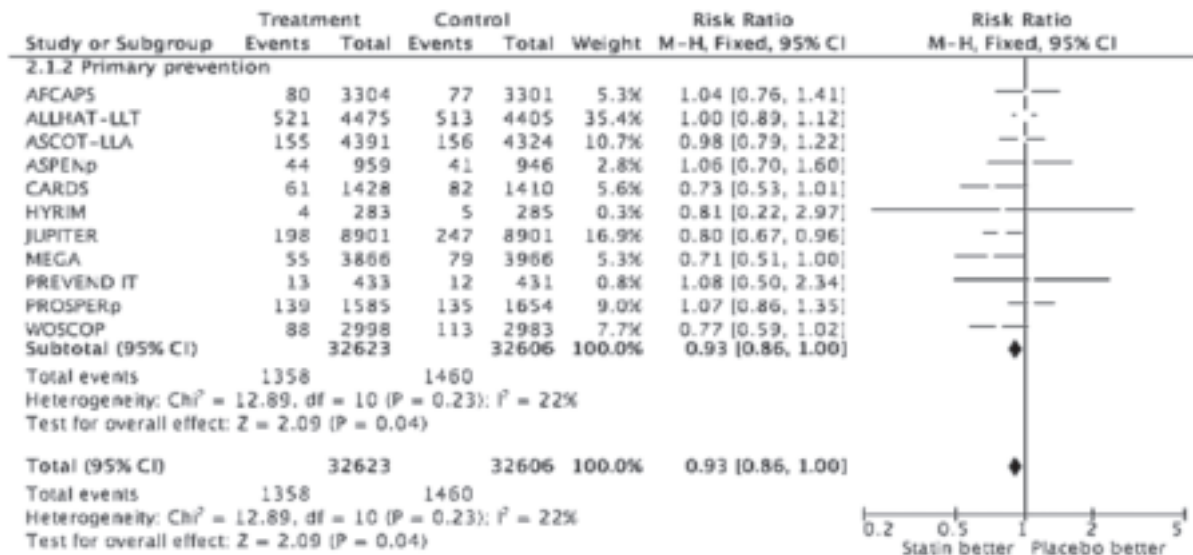 Treatment Control Risk Ratio Risk Ratio
Study or Subgroup Events Total Events Total Weight M-H, Fixed, 95% CI M-H, Fixed, 95% CI
2.1.2 Primary prevention
AFCAPS 80 3304 77 3301 5.3% 1.04 [0.76, 1.41]
ALLHAT-LLT 521 4475 513 4405 35.4% 1.00 [0.89, 1.12]
ASCOT-LLA 155 4391 156 4324 10.7% 0.98 [0.79, 1.22]
ASPENp 44 959 41 946 2.8% 1.06 [0.70, 1.60]
CARDS 61 1428 82 1410 5.6% 0.73 [0.53, 1.01]
HYRIM 4 283 5 285 0.3% 0.81 [0.22, 2.97]
JUPITER 198 8901 247 8901 16.9% 0.80 [0.67, 0.96]
MEGA 55 3866 79 3966 5.3% 0.71 [0.51, 1.00]
PREVEND IT 13 433 12 431 0.8% 1.08 [0.50, 2.34]
PROSPERp 139 1585 135 1654 9.0% 1.07 [0.86, 1.35]
WOSCOP 88 2998 113 2983 7.7% 0.77 [0.59, 1.02]
Subtotal (95% CI) 32623 32606 100.0% 0.93 [0.86, 1.00]
Total events 1358 1460
Heterogeneity: Chi² = 12.89, df = 10 (P = 0.23); I² = 22%
Test for overall effect: Z = 2.09 (P = 0.04)
Total (95% CI) 32623 32606 100.0% 0.93 [0.86, 1.00]
Total events 1358 1460
Heterogeneity: Chi² = 12.89, df = 10 (P = 0.23); I² = 22%
Test for overall effect: Z = 2.09 (P = 0.04)
0.2 0.5 1 2 5
Statin better Placebo better